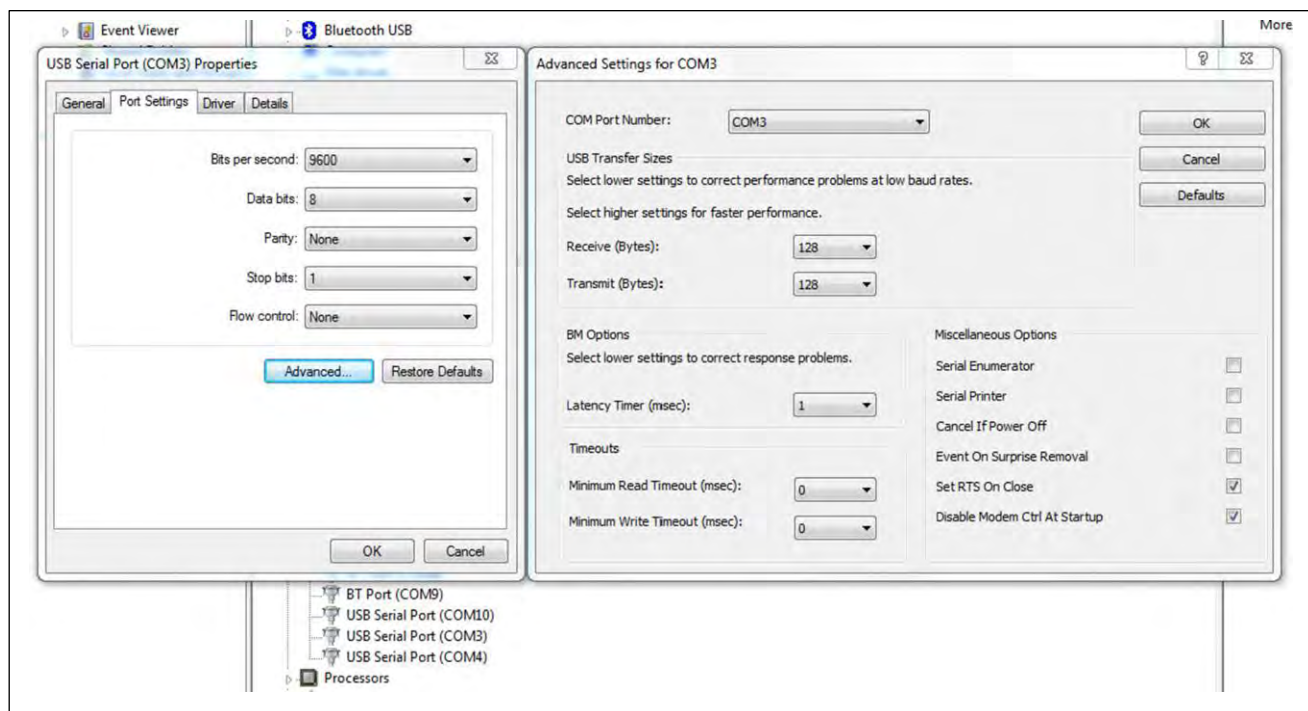 Event Viewer
Bluetooth USB
More
USB Serial Port (COM3) Properties
General Port Settings Driver Details
Bits per second: 9600
Data bits: 8
Parity: None
Stop bits: 1
Flow control: None
Advanced... Restore Defaults
OK Cancel
Advanced Settings for COM3
COM Port Number: COM3
OK
USB Transfer Sizes
Cancel
Select lower settings to correct performance problems at low baud rates.
Defaults
Select higher settings for faster performance.
Receive (Bytes): 128
Transmit (Bytes): 128
BM Options
Select lower settings to correct response problems.
Latency Timer (msec): 1
Timeouts
Minimum Read Timeout (msec): 0
Minimum Write Timeout (msec): 0
Miscellaneous Options
Serial Enumerator
Serial Printer
Cancel If Power Off
Event On Surprise Removal
Set RTS On Close
Disable Modem Ctrl At Startup
BT Port (COM9)
USB Serial Port (COM10)
USB Serial Port (COM3)
USB Serial Port (COM4)
Processors